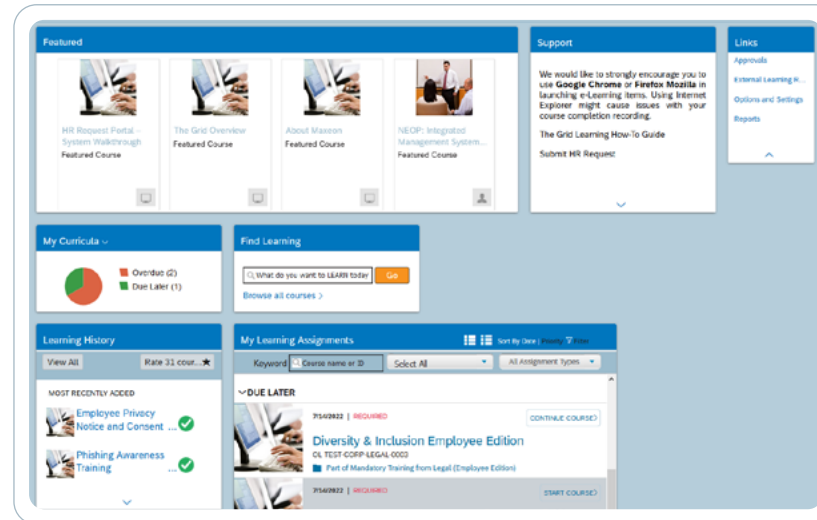 Featured
HR Request Portal –
System Walkthrough
Featured Course
The Grid Overview
Featured Course
About Maxeon
Featured Course
NEOP: Integrated
Management System...
Featured Course
Support
We would like to strongly encourage you to
use Google Chrome or Firefox Mozilla in
launching e-Learning items. Using Internet
Explorer might cause issues with your
course completion recording.
The Grid Learning How-To Guide
Submit HR Request
Links
Approvals
External Learning R...
Options and Settings
Reports
My Curricula
Overdue (2)
Due Later (1)
Find Learning
What do you want to LEARN today
Go
Browse all courses >
Learning History
View All
Rate 31 cour...★
MOST RECENTLY ADDED
Employee Privacy
Notice and Consent ...
Phishing Awareness
Training ...
My Learning Assignments
Sort By Date | Priority Filter
Keyword
Course name or ID
Select All
All Assignment Types
DUE LATER
7/14/2022 | REQUIRED
CONTINUE COURSE>
Diversity & Inclusion Employee Edition
OL TEST-CORP-LEGAL-0003
Part of Mandatory Training from Legal (Employee Edition)
7/14/2022 | REQUIRED
START COURSE>